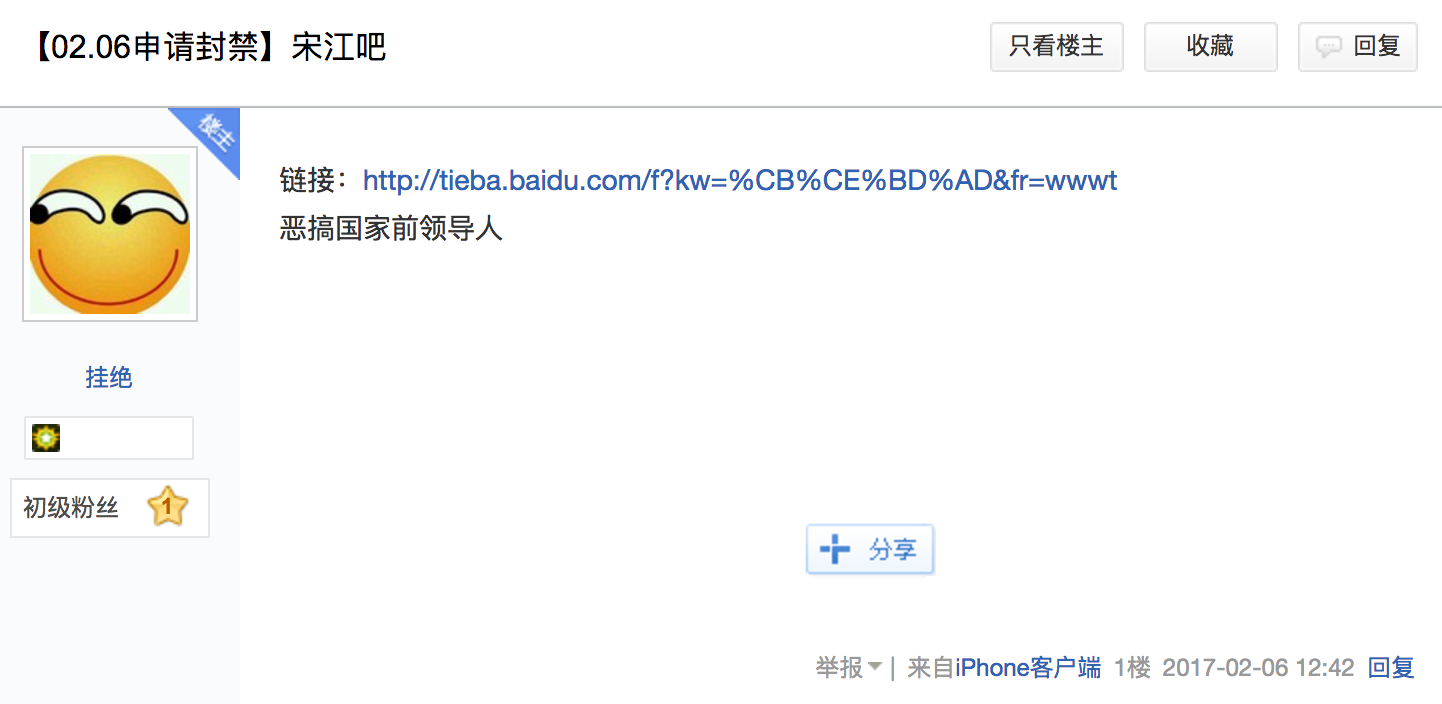 【02.06申请封禁】宋江吧
只看楼主
收藏
回复
楼主
链接：http://tieba.baidu.com/f?kw=%CB%CE%BD%AD&fr=wwwt
恶搞国家前领导人
挂绝
初级粉丝 1
分享
举报 | 来自iPhone客户端 1楼 2017-02-06 12:42 回复